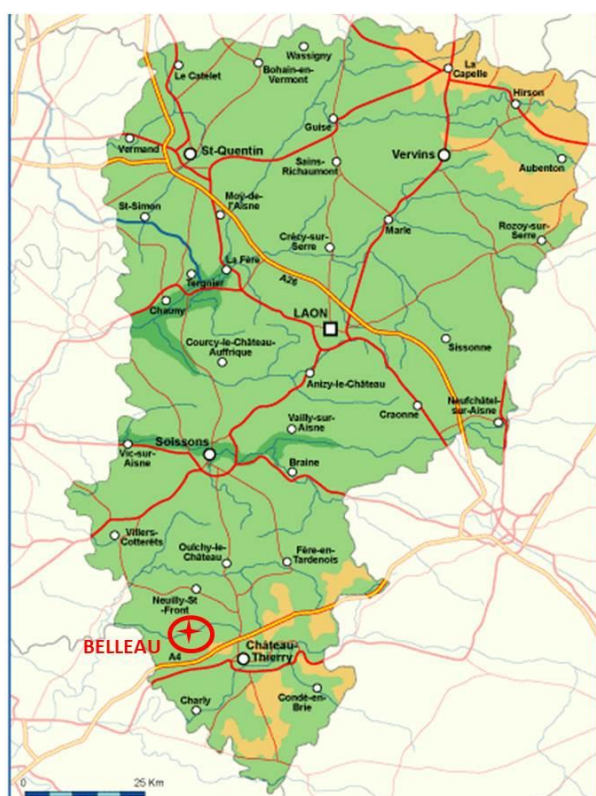 Wassigny
Le Catelet
Bohain-en-
Vermont
La
Capelle
Hirson
Guise
Vermand
St-Quentin
Sains-
Richaumont
Vervins
Aubenton
St-Simon
Moÿ-de-
l'Aisne
Marle
Rozoy-sur-
Serre
Crécy-sur-
Serre
La Fère
Tergnier
A26
Chauny
LAON
Courcy-le-Château-
Auffrique
Sissonne
Anizy-le-Château
Craonne
Neufchâtel-
sur-Aisne
Vailly-sur-
Aisne
Soissons
Vic-sur-
Aisne
Braine
Villers-
Cotterêts
Oulchy-le-
Château
Fère-en-
Tardenois
Neuilly-St
-Front
BELLEAU
A4
Château-
Thierry
Charly
Condé-en-
Brie
0 25 Km